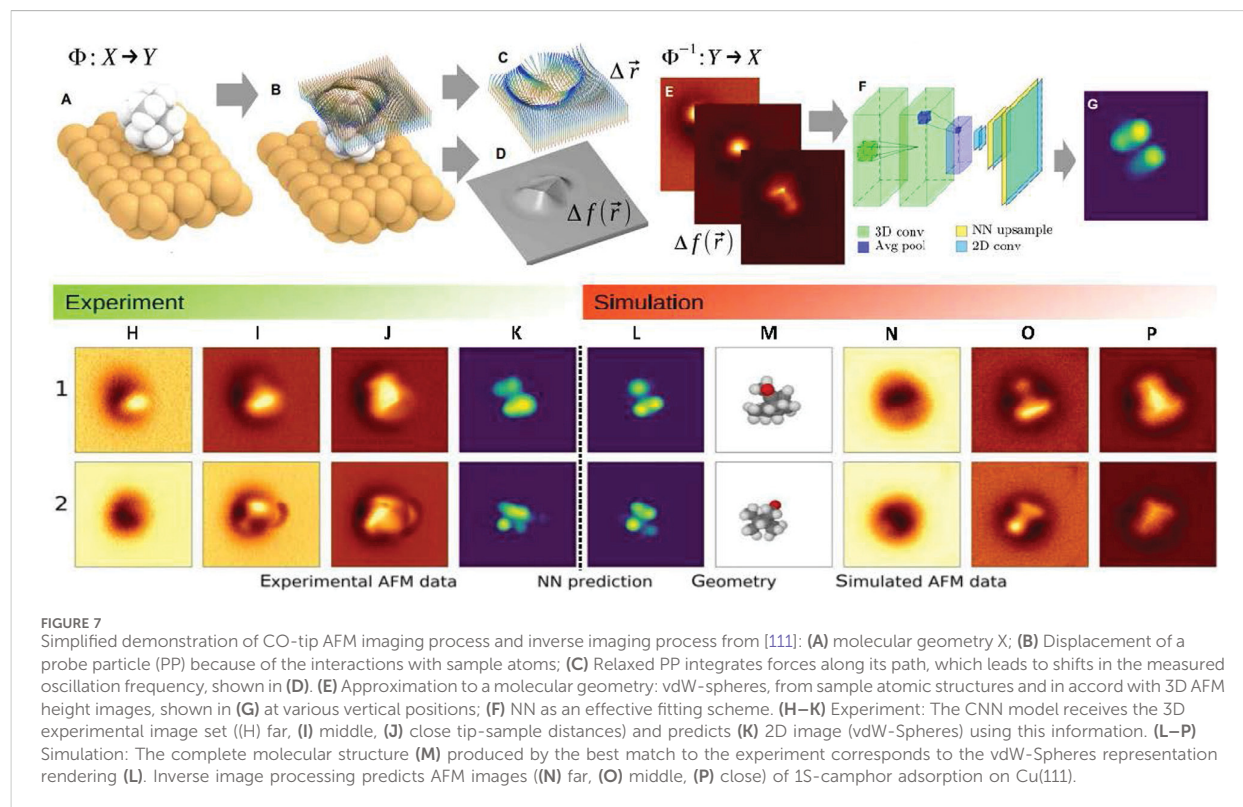 Φ: X → Y
A
B
C
Δr⃗
D
Δf(r⃗)
Φ⁻¹: Y → X
E
Δf(r⃗)
F
3D conv
Avg pool
NN upsample
2D conv
G
Experiment
Simulation
H I J K L M N O P
1
2
Experimental AFM data NN prediction Geometry Simulated AFM data
FIGURE 7
Simplified demonstration of CO-tip AFM imaging process and inverse imaging process from [111]: (A) molecular geometry X; (B) Displacement of a
probe particle (PP) because of the interactions with sample atoms; (C) Relaxed PP integrates forces along its path, which leads to shifts in the measured
oscillation frequency, shown in (D). (E) Approximation to a molecular geometry: vdW-spheres, from sample atomic structures and in accord with 3D AFM
height images, shown in (G) at various vertical positions; (F) NN as an effective fitting scheme. (H–K) Experiment: The CNN model receives the 3D
experimental image set ((H) far, (I) middle, (J) close tip-sample distances) and predicts (K) 2D image (vdW-Spheres) using this information. (L–P)
Simulation: The complete molecular structure (M) produced by the best match to the experiment corresponds to the vdW-Spheres representation
rendering (L). Inverse image processing predicts AFM images ((N) far, (O) middle, (P) close) of 1S-camphor adsorption on Cu(111).